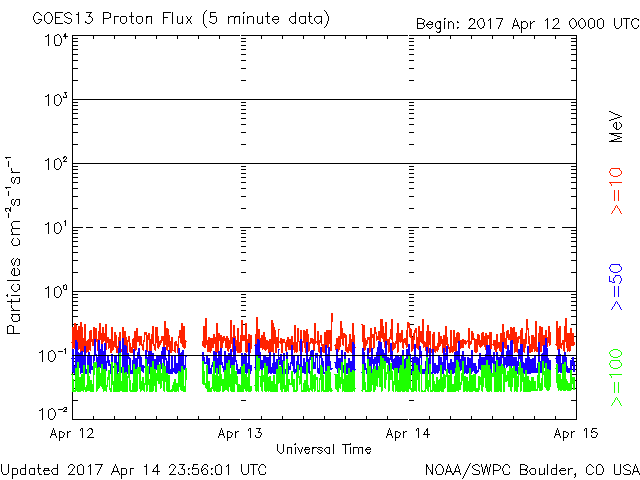 GOES13 Proton Flux (5 minute data)
Begin: 2017 Apr 12 0000 UTC
10⁴
10³
10²
10¹
10⁰
10⁻¹
10⁻²
Particles cm⁻²s⁻¹sr⁻¹
MeV
>=10
>=50
>=100
Apr 12
Apr 13
Apr 14
Apr 15
Universal Time
Updated 2017 Apr 14 23:56:01 UTC
NOAA/SWPC Boulder, CO USA